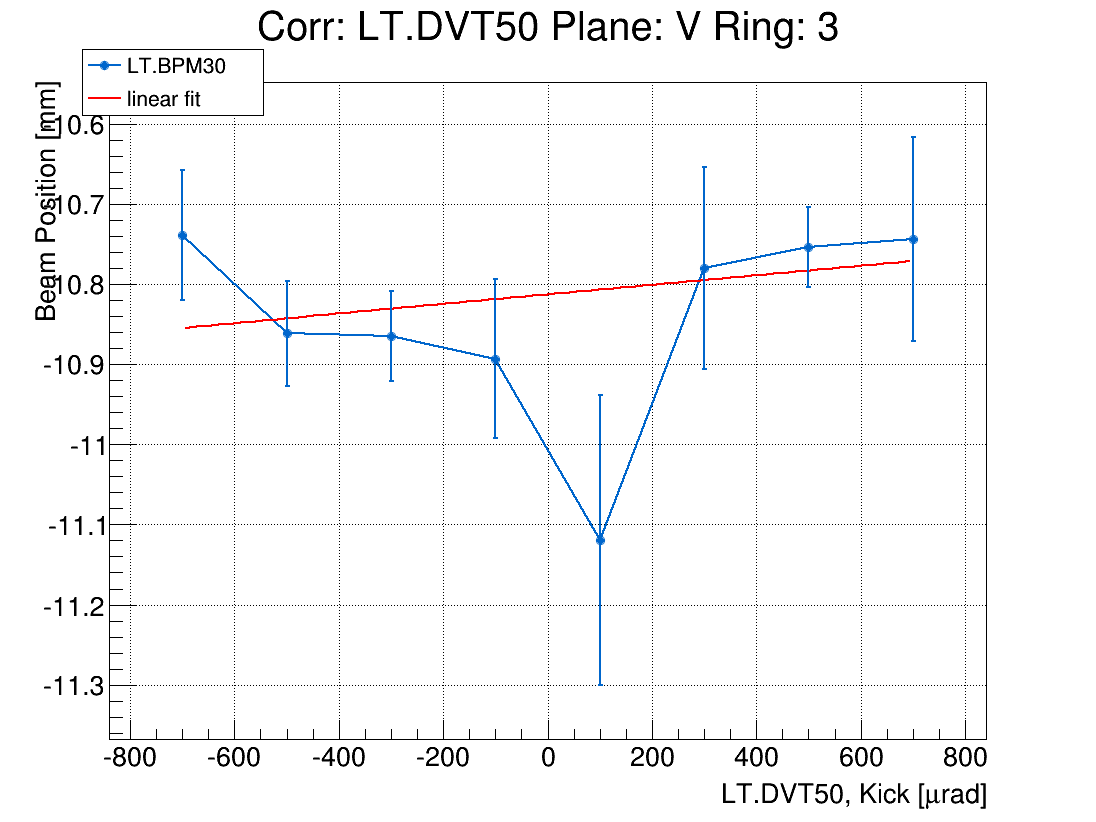 Corr: LT.DVT50 Plane: V Ring: 3
LT.BPM30
linear fit
Beam Position [mm]
10.6
10.7
10.8
-10.9
-11
-11.1
-11.2
-11.3
-800 -600 -400 -200 0 200 400 600 800
LT.DVT50, Kick [μrad]